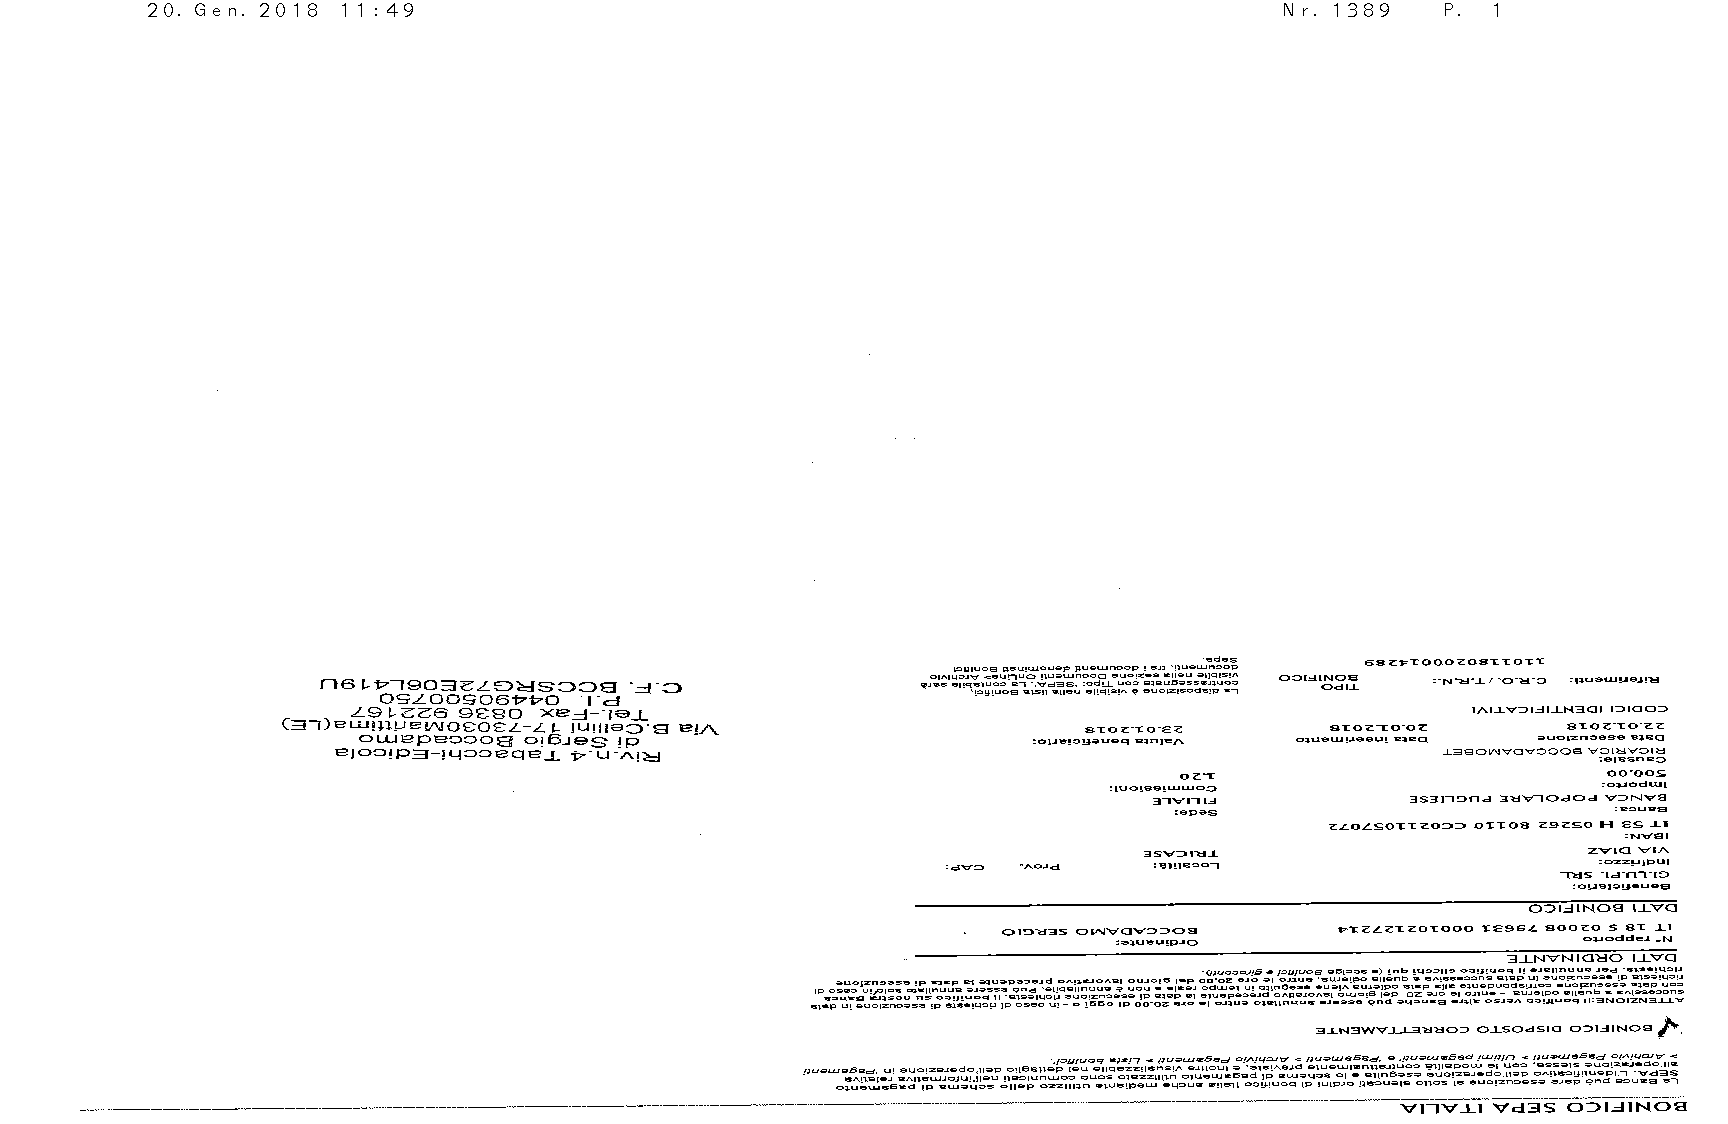 20. Gen. 2018 11:49 Nr. 1389 P. 1
BONIFICO SEPA ITALIA
La Banca può dare esecuzione ai sotto elencati ordini di bonifico Italia anche mediante utilizzo dello schema di pagamento
SEPA. L'identificativo dell'operazione eseguita e lo schema di pagamento utilizzato sono comunicati nell'informativa relativa
all'operazione stessa, con le modalità contrattualmente previste, e inoltre visualizzabile nel dettaglio dell'operazione in "Pagamenti
> Archivio Pagamenti > Ultimi pagamenti" e "Pagamenti > Archivio Pagamenti > Lista bonifici".
BONIFICO DISPOSTO CORRETTAMENTE
ATTENZIONE:Il bonifico verso altre Banche può essere annullato entro le ore 20.00 di oggi o - in caso di richiesta di esecuzione in data
successiva a quella odierna - entro le ore 20 del giorno lavorativo precedente la data di esecuzione richiesta. Il bonifico su nostra Banca
con data esecuzione corrispondente alla data odierna viene eseguito in tempo reale e non è annullabile. Può essere annullato solo in caso di
richiesta di esecuzione in data successiva a quella odierna, entro le ore 20.00 del giorno lavorativo precedente la data di esecuzione
richiesta. Per annullare il bonifico clicchi qui (e scelga Bonifici e giroconti).
DATI ORDINANTE
N° rapporto Ordinante:
IT 18 S 02008 79631 000102127214 BOCCADAMO SERGIO
DATI BONIFICO
Beneficiario:
GI.LU.PI. SRL
Indirizzo: Località: Prov. CAP:
VIA DIAZ TRICASE
IBAN:
IT 53 H 05262 80110 CC0211057072
Banca: Sede:
BANCA POPOLARE PUGLIESE FILIALE
Importo: Commissioni:
500.00 1.20
Causale:
RICARICA BOCCADAMOBET
Data esecuzione Data inserimento Valuta beneficiario:
22.01.2018 20.01.2018 23.01.2018
CODICI IDENTIFICATIVI
Riferimenti: C.R.O./T.R.N.: TIPO BONIFICO
1101180200014289
La disposizione è visibile nella lista Bonifici,
contrassegnata con Tipo: "SEPA". La contabile sarà
visibile nella sezione Documenti OnLine> Archivio
documenti, tra i documenti denominati Bonifici
Sepa.
Riv.n.4 Tabacchi-Edicola
di Sergio Boccadamo
Via B.Cellini 17-73030Marittima(LE)
Tel.-Fax 0836 922167
P.I. 04490500750
C.F. BCCSRG72E08L419U